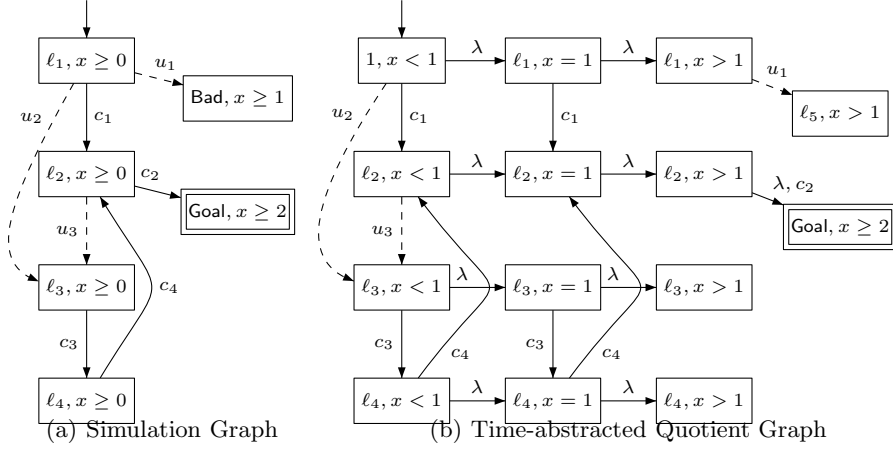 ℓ₁, x ≥ 0
u₁
Bad, x ≥ 1
u₂
c₁
ℓ₂, x ≥ 0
c₂
Goal, x ≥ 2
u₃
ℓ₃, x ≥ 0
c₄
c₃
ℓ₄, x ≥ 0
(a) Simulation Graph
1, x < 1
λ
ℓ₁, x = 1
λ
ℓ₁, x > 1
u₁
ℓ₅, x > 1
u₂
c₁
c₁
ℓ₂, x < 1
λ
ℓ₂, x = 1
λ
ℓ₂, x > 1
λ, c₂
Goal, x ≥ 2
u₃
ℓ₃, x < 1
λ
ℓ₃, x = 1
λ
ℓ₃, x > 1
c₃
c₄
c₃
c₄
ℓ₄, x < 1
λ
ℓ₄, x = 1
λ
ℓ₄, x > 1
(b) Time-abstracted Quotient Graph